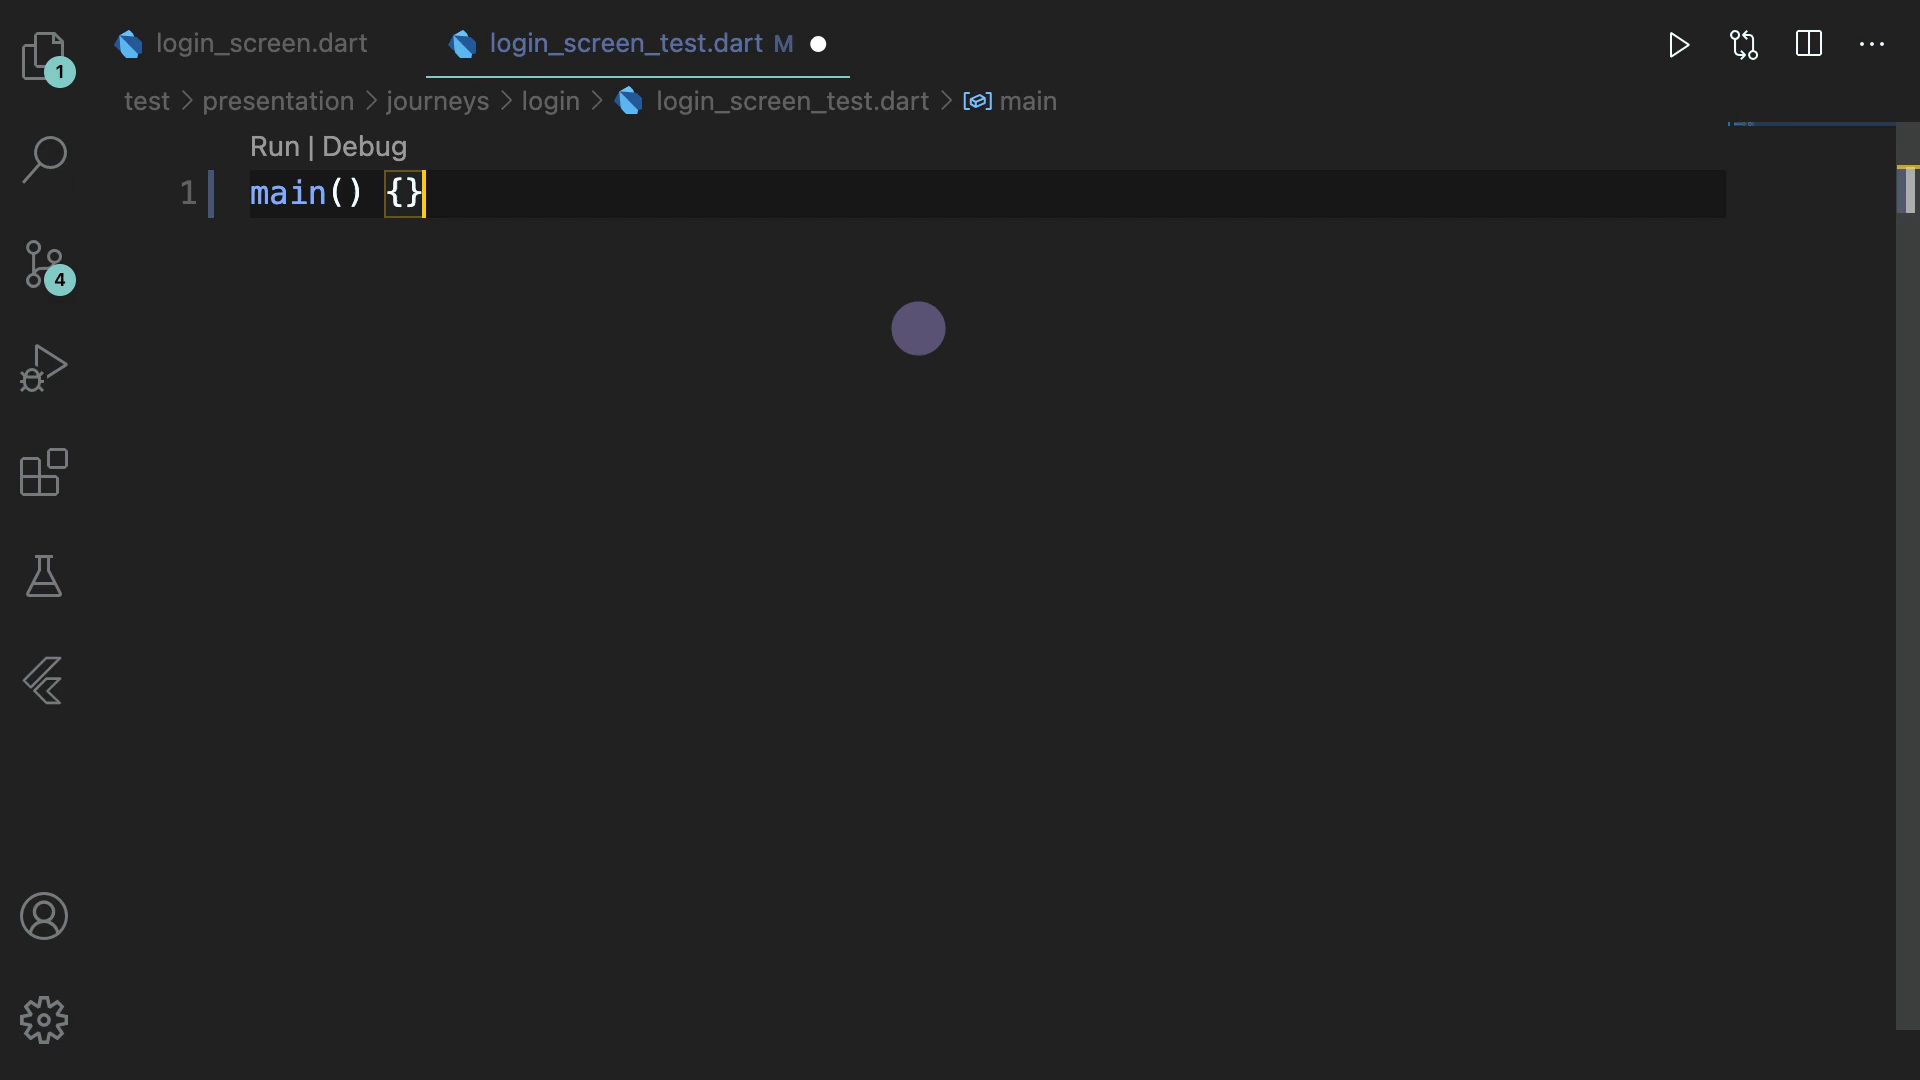 login_screen.dart
login_screen_test.dart M
1
test > presentation > journeys > login > login_screen_test.dart > main
Run | Debug
1 main() {}
4